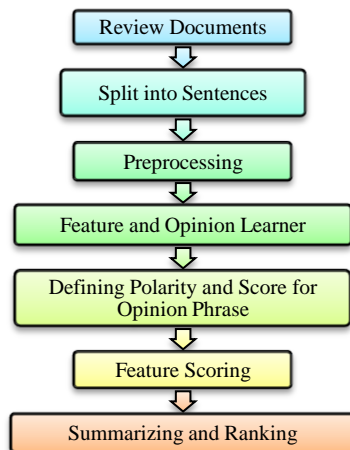 Review Documents
Split into Sentences
Preprocessing
Feature and Opinion Learner
Defining Polarity and Score for
Opinion Phrase
Feature Scoring
Summarizing and Ranking